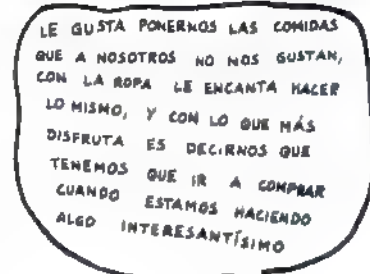 LE GUSTA PONERNOS LAS COMIDAS
QUE A NOSOTROS NO NOS GUSTAN,
CON LA ROPA LE ENCANTA HACER
LO MISMO, Y CON LO QUE MÁS
DISFRUTA ES DECIRNOS QUE
TENEMOS QUE IR A COMPRAR
CUANDO ESTAMOS HACIENDO
ALGO INTERESANTÍSIMO